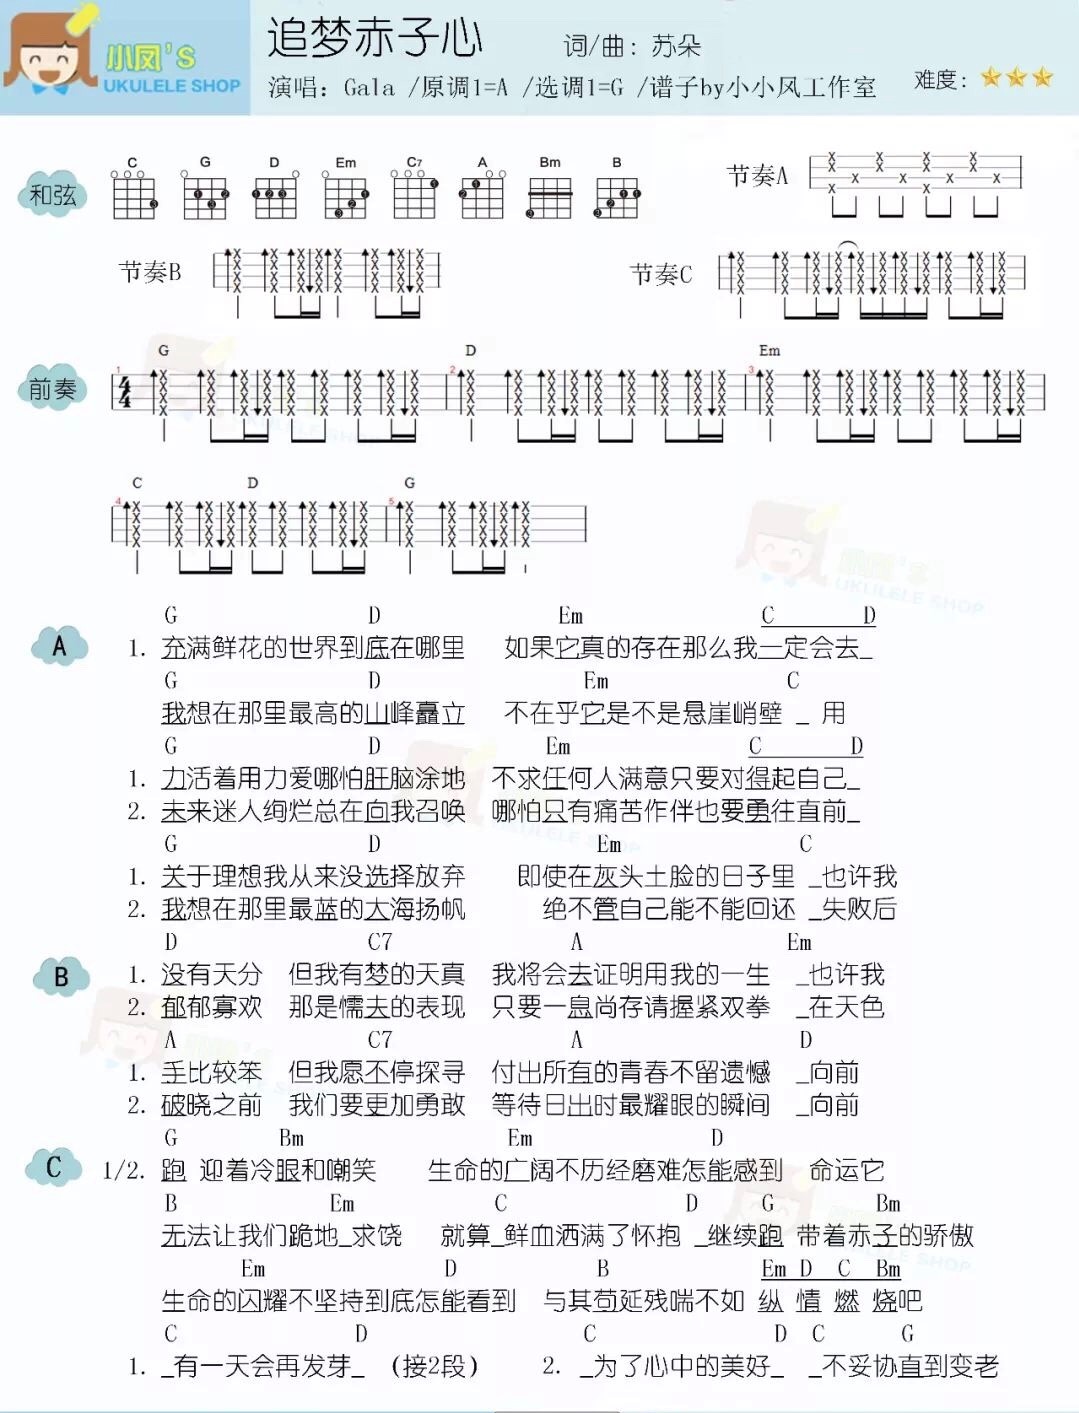 小凤'S
UKULELE SHOP
追梦赤子心 词/曲：苏朵
演唱：Gala /原调1=A /选调1=G /谱子by小小风工作室 难度：
和弦 C G D Em C7 A Bm B 节奏A
节奏B 节奏C
G D Em
前奏 1 4/4 2 3
C D G
4 5
G D Em C D
A 1. 充满鲜花的世界到底在哪里 如果它真的存在那么我一定会去_
G D Em C
我想在那里最高的山峰矗立 不在乎它是不是悬崖峭壁 _ 用
G D Em C D
1. 力活着用力爱哪怕肝脑涂地 不求任何人满意只要对得起自己_
2. 未来迷人绚烂总在向我召唤 哪怕只有痛苦作伴也要勇往直前_
G D Em C
1. 关于理想我从来没选择放弃 即使在灰头土脸的日子里 _也许我
2. 我想在那里最蓝的大海扬帆 绝不管自己能不能回还 _失败后
D C7 A Em
B 1. 没有天分 但我有梦的天真 我将会去证明用我的一生 _也许我
2. 郁郁寡欢 那是懦夫的表现 只要一息尚存请握紧双拳 _在天色
A C7 A D
1. 手比较笨 但我愿不停探寻 付出所有的青春不留遗憾 _向前
2. 破晓之前 我们要更加勇敢 等待日出时最耀眼的瞬间 _向前
G Bm Em D
C 1/2. 跑 迎着冷眼和嘲笑 生命的广阔不历经磨难怎能感到 命运它
B Em C D G Bm
无法让我们跪地_求饶 就算_鲜血洒满了怀抱 _继续跑 带着赤子的骄傲
Em D B Em D C Bm
生命的闪耀不坚持到底怎能看到 与其苟延残喘不如 纵 情 燃 烧吧
C D C D C G
1. _有一天会再发芽_ （接2段） 2. _为了心中的美好_ _不妥协直到变老